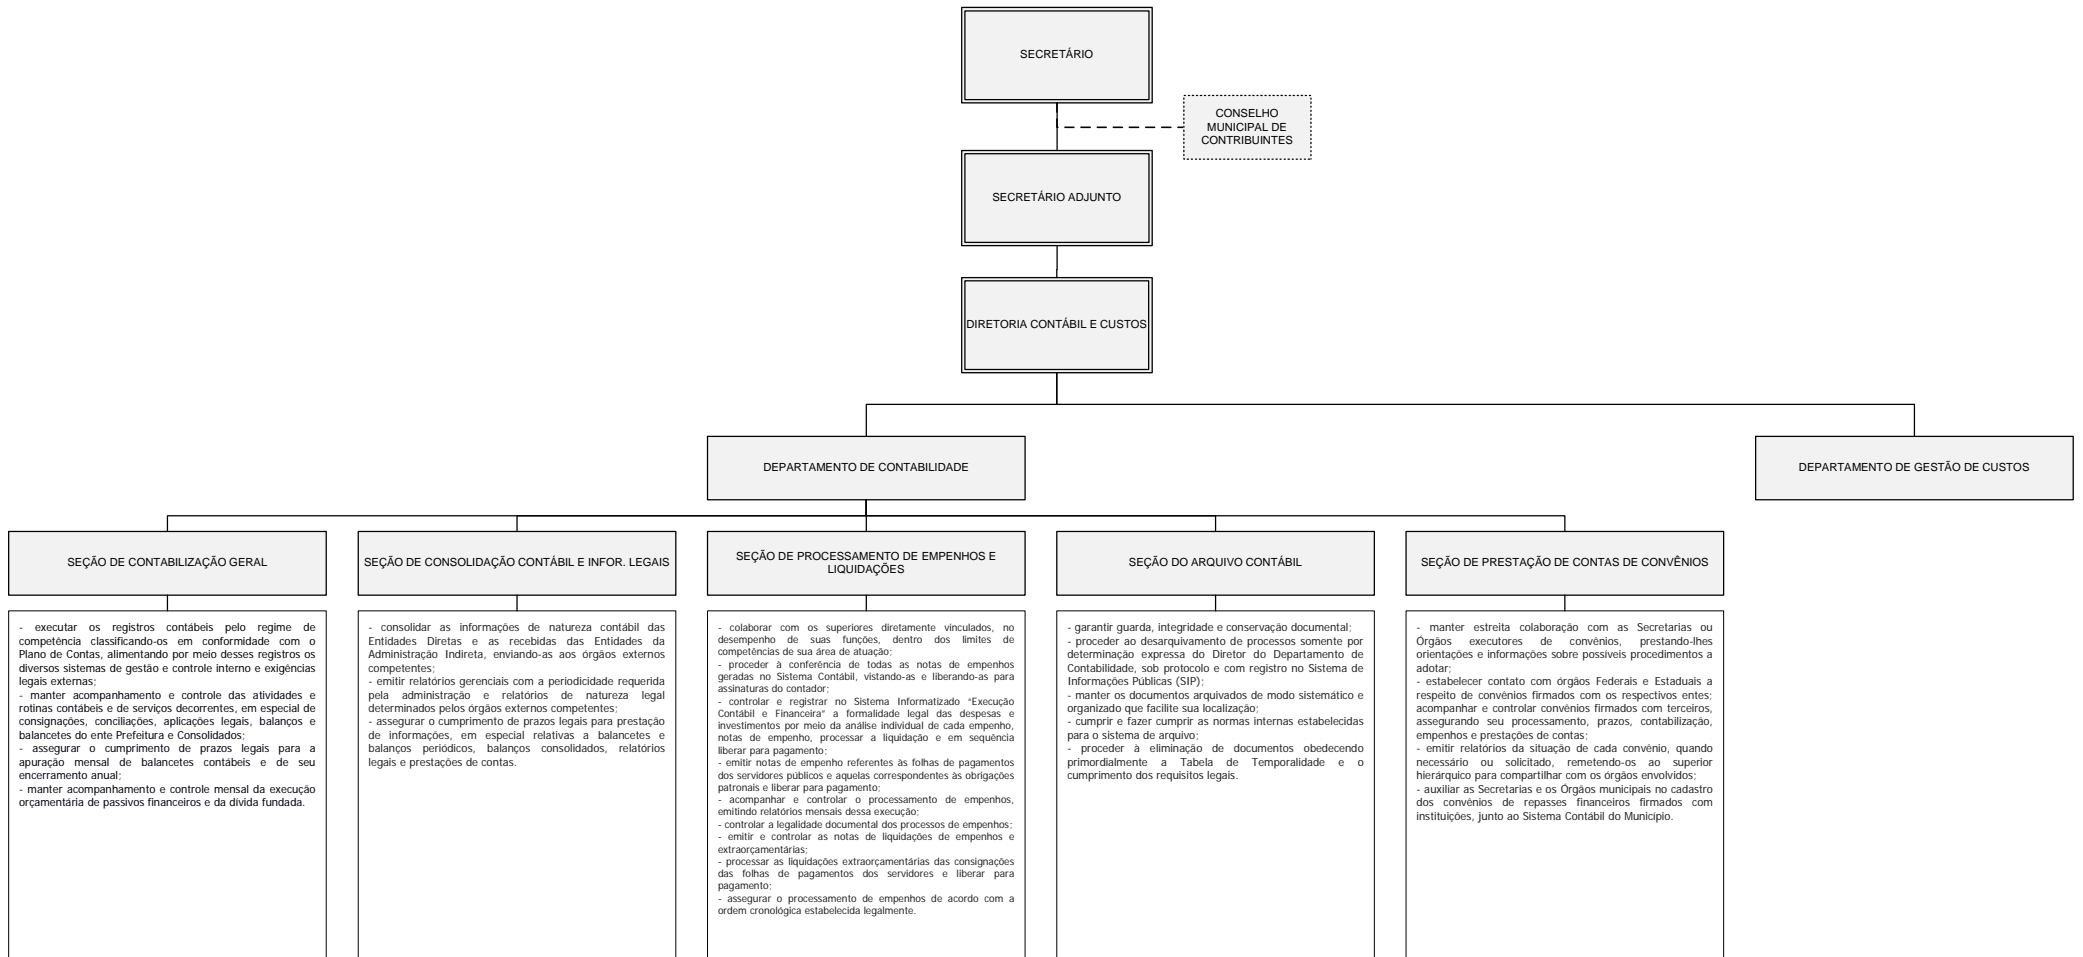 SECRETÁRIO
CONSELHO
MUNICIPAL DE
CONTRIBUINTES
SECRETÁRIO ADJUNTO
DIRETORIA CONTÁBIL E CUSTOS
DEPARTAMENTO DE CONTABILIDADE
DEPARTAMENTO DE GESTÃO DE CUSTOS
SEÇÃO DE CONTABILIZAÇÃO GERAL
SEÇÃO DE CONSOLIDAÇÃO CONTÁBIL E INFOR. LEGAIS
SEÇÃO DE PROCESSAMENTO DE EMPENHOS E
LIQUIDAÇÕES
SEÇÃO DO ARQUIVO CONTÁBIL
SEÇÃO DE PRESTAÇÃO DE CONTAS DE CONVÊNIOS
- executar os registros contábeis pelo regime de
competência classificando-os em conformidade com o
Plano de Contas, alimentando por meio desses registros os
diversos sistemas de gestão e controle interno e exigências
legais externas;
- manter acompanhamento e controle das atividades e
rotinas contábeis e de serviços decorrentes, em especial de
consignações, conciliações, aplicações legais, balanços e
balancetes do ente Prefeitura e Consolidados;
- assegurar o cumprimento de prazos legais para a
apuração mensal de balancetes contábeis e de seu
encerramento anual;
- manter acompanhamento e controle mensal da execução
orçamentária de passivos financeiros e da dívida fundada.
- consolidar as informações de natureza contábil das
Entidades Diretas e as recebidas das Entidades da
Administração Indireta, enviando-as aos órgãos externos
competentes;
- emitir relatórios gerenciais com a periodicidade requerida
pela administração e relatórios de natureza legal
determinados pelos órgãos externos competentes;
- assegurar o cumprimento de prazos legais para prestação
de informações, em especial relativas a balancetes e
balanços periódicos, balanços consolidados, relatórios
legais e prestações de contas.
- colaborar com os superiores diretamente vinculados, no
desempenho de suas funções, dentro dos limites de
competências de sua área de atuação;
- proceder à conferência de todas as notas de empenhos
geradas no Sistema Contábil, vistando-as e liberando-as para
assinaturas do contador;
- controlar e registrar no Sistema Informatizado "Execução
Contábil e Financeira" a formalidade legal das despesas e
investimentos por meio da análise individual de cada empenho,
notas de empenho, processar a liquidação e em sequência
liberar para pagamento;
- emitir notas de empenho referentes às folhas de pagamentos
dos servidores públicos e aquelas correspondentes às obrigações
patronais e liberar para pagamento;
- acompanhar e controlar o processamento de empenhos,
emitindo relatórios mensais dessa execução;
- controlar a legalidade documental dos processos de empenhos;
- emitir e controlar as notas de liquidações de empenhos e
extraorçamentárias;
- processar as liquidações extraorçamentárias das consignações
das folhas de pagamentos dos servidores e liberar para
pagamento;
- assegurar o processamento de empenhos de acordo com a
ordem cronológica estabelecida legalmente.
- garantir guarda, integridade e conservação documental;
- proceder ao desarquivamento de processos somente por
determinação expressa do Diretor do Departamento de
Contabilidade, sob protocolo e com registro no Sistema de
Informações Públicas (SIP);
- manter os documentos arquivados de modo sistemático e
organizado que facilite sua localização;
- cumprir e fazer cumprir as normas internas estabelecidas
para o sistema de arquivo;
- proceder à eliminação de documentos obedecendo
primordialmente a Tabela de Temporalidade e o
cumprimento dos requisitos legais.
- manter estreita colaboração com as Secretarias ou
Órgãos executores de convênios, prestando-lhes
orientações e informações sobre possíveis procedimentos a
adotar;
- estabelecer contato com órgãos Federais e Estaduais a
respeito de convênios firmados com os respectivos entes;
acompanhar e controlar convênios firmados com terceiros,
assegurando seu processamento, prazos, contabilização,
empenhos e prestações de contas;
- emitir relatórios da situação de cada convênio, quando
necessário ou solicitado, remetendo-os ao superior
hierárquico para compartilhar com os órgãos envolvidos;
- auxiliar as Secretarias e os Órgãos municipais no cadastro
dos convênios de repasses financeiros firmados com
instituições, junto ao Sistema Contábil do Município.